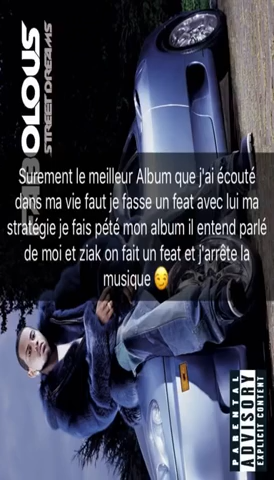 BOLOUS
STREET DREAMS
Surement le meilleur Album que j'ai écouté
dans ma vie faut je fasse un feat avec lui ma
stratégie je fais pété mon album il entend parlé
de moi et ziak on fait un feat et j'arrête la
musique 😉
PARENTAL
ADVISORY
EXPLICIT CONTENT